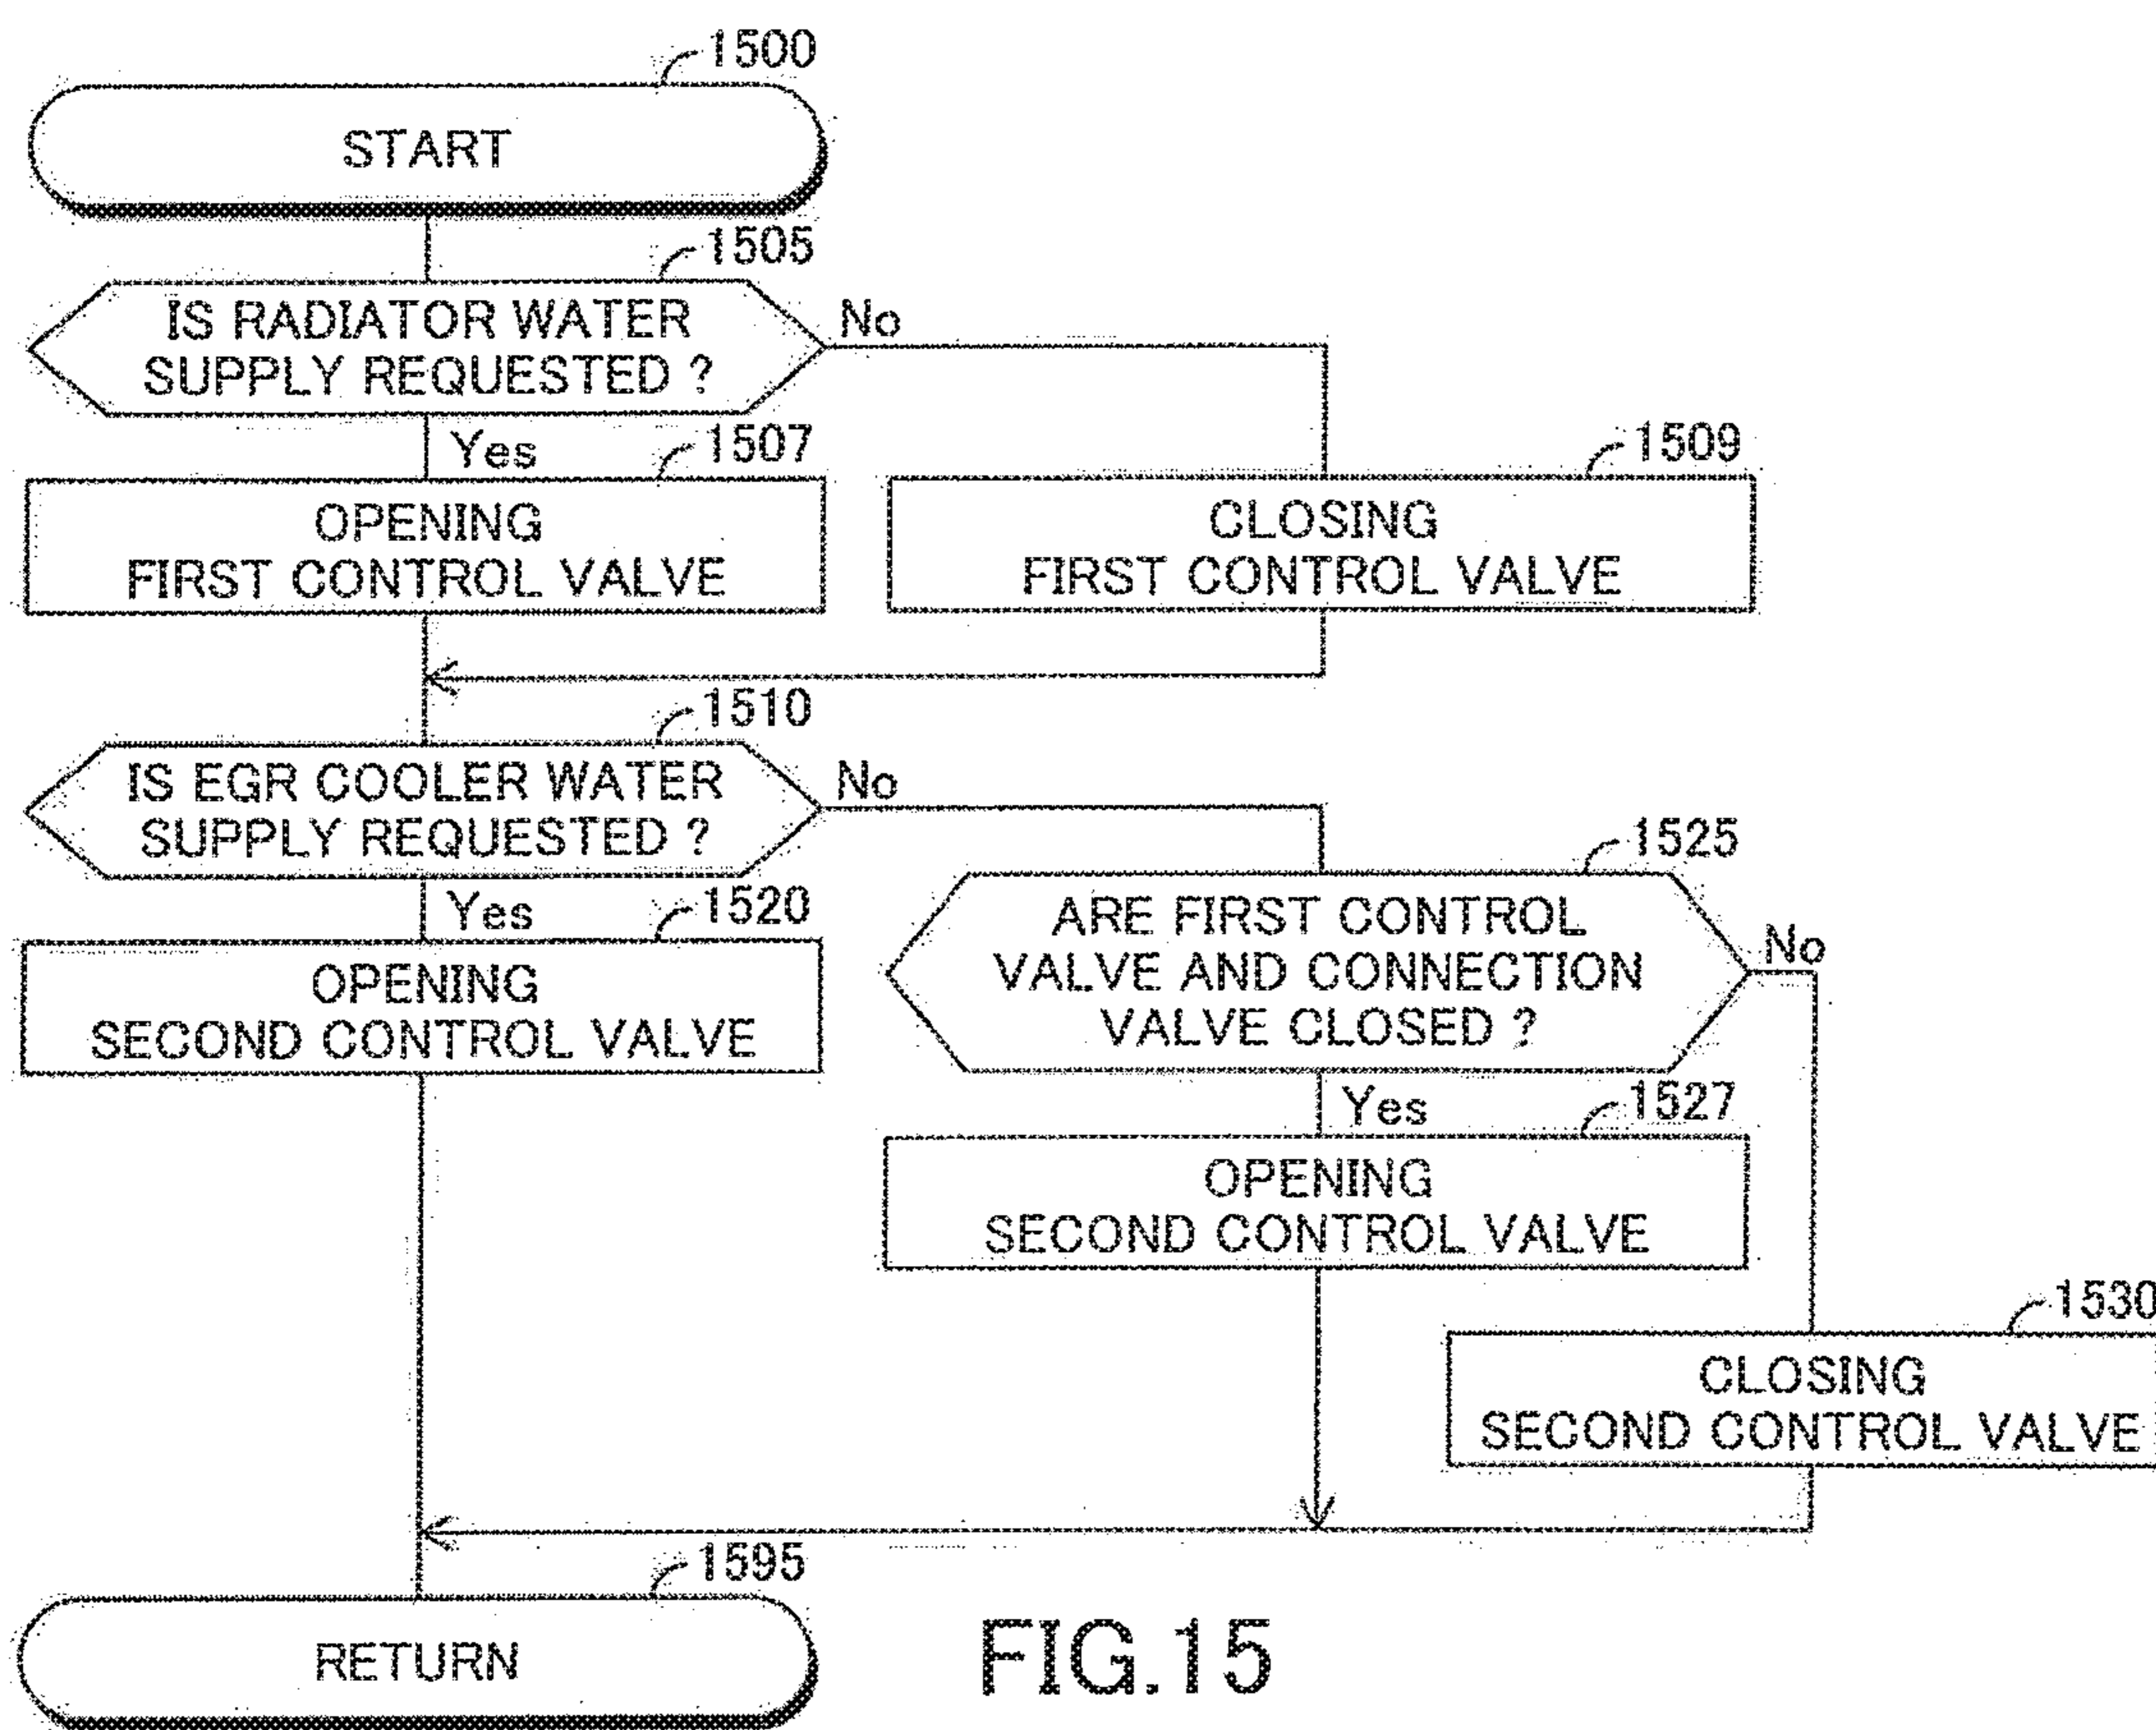 1500
START
1505
IS RADIATOR WATER
SUPPLY REQUESTED ?
No
Yes
1507
OPENING
FIRST CONTROL VALVE
1509
CLOSING
FIRST CONTROL VALVE
1510
IS EGR COOLER WATER
SUPPLY REQUESTED ?
No
Yes
1520
OPENING
SECOND CONTROL VALVE
1525
ARE FIRST CONTROL
VALVE AND CONNECTION
VALVE CLOSED ?
No
Yes
1527
OPENING
SECOND CONTROL VALVE
1530
CLOSING
SECOND CONTROL VALVE
1595
RETURN
FIG.15